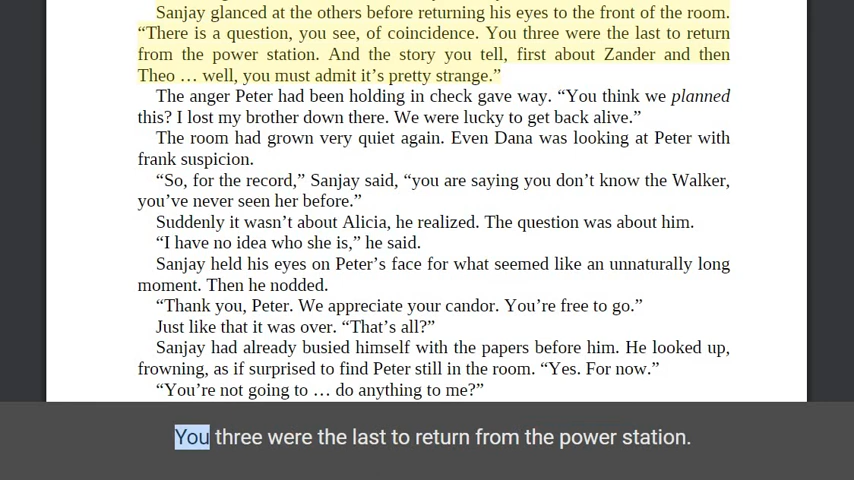 Sanjay glanced at the others before returning his eyes to the front of the room.
“There is a question, you see, of coincidence. You three were the last to return
from the power station. And the story you tell, first about Zander and then
Theo … well, you must admit it’s pretty strange.”
The anger Peter had been holding in check gave way. “You think we planned
this? I lost my brother down there. We were lucky to get back alive.”
The room had grown very quiet again. Even Dana was looking at Peter with
frank suspicion.
“So, for the record,” Sanjay said, “you are saying you don’t know the Walker,
you’ve never seen her before.”
Suddenly it wasn’t about Alicia, he realized. The question was about him.
“I have no idea who she is,” he said.
Sanjay held his eyes on Peter’s face for what seemed like an unnaturally long
moment. Then he nodded.
“Thank you, Peter. We appreciate your candor. You’re free to go.”
Just like that it was over. “That’s all?”
Sanjay had already busied himself with the papers before him. He looked up,
frowning, as if surprised to find Peter still in the room. “Yes. For now.”
“You’re not going to … do anything to me?”
You three were the last to return from the power station.